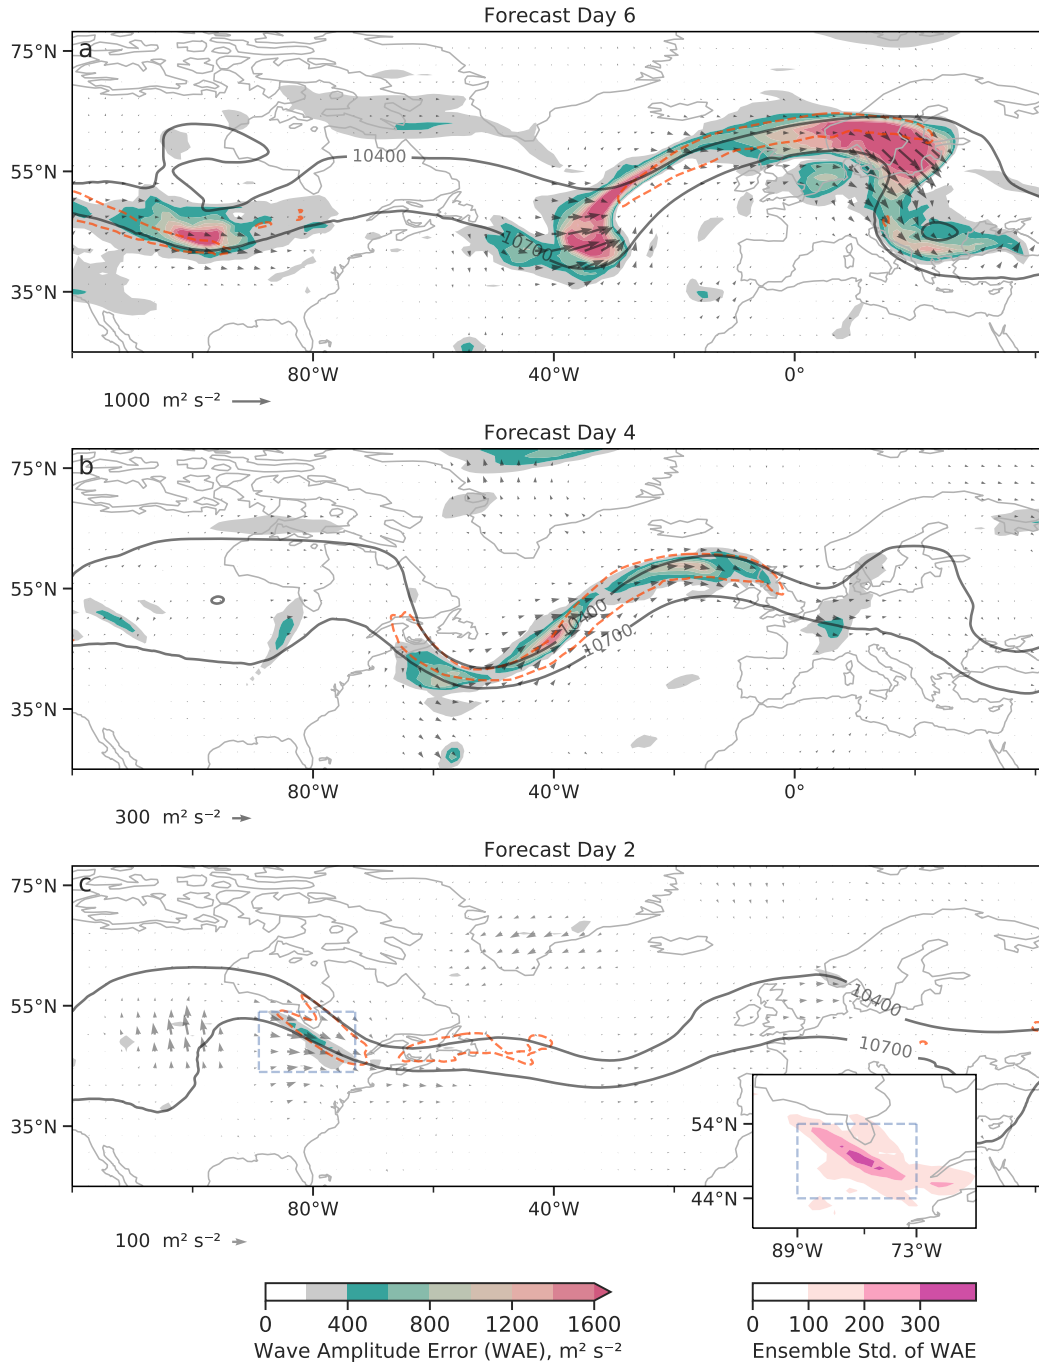 Forecast Day 6
a
75°N
55°N
35°N
10400
10700
80°W 40°W 0°
1000 m² s⁻²
Forecast Day 4
b
75°N
55°N
35°N
10400
10700
80°W 40°W 0°
300 m² s⁻²
Forecast Day 2
c
75°N
55°N
35°N
10400
10700
54°N
44°N
80°W 40°W
89°W 73°W
100 m² s⁻²
0 400 800 1200 1600
Wave Amplitude Error (WAE), m² s⁻²
0 100 200 300
Ensemble Std. of WAE